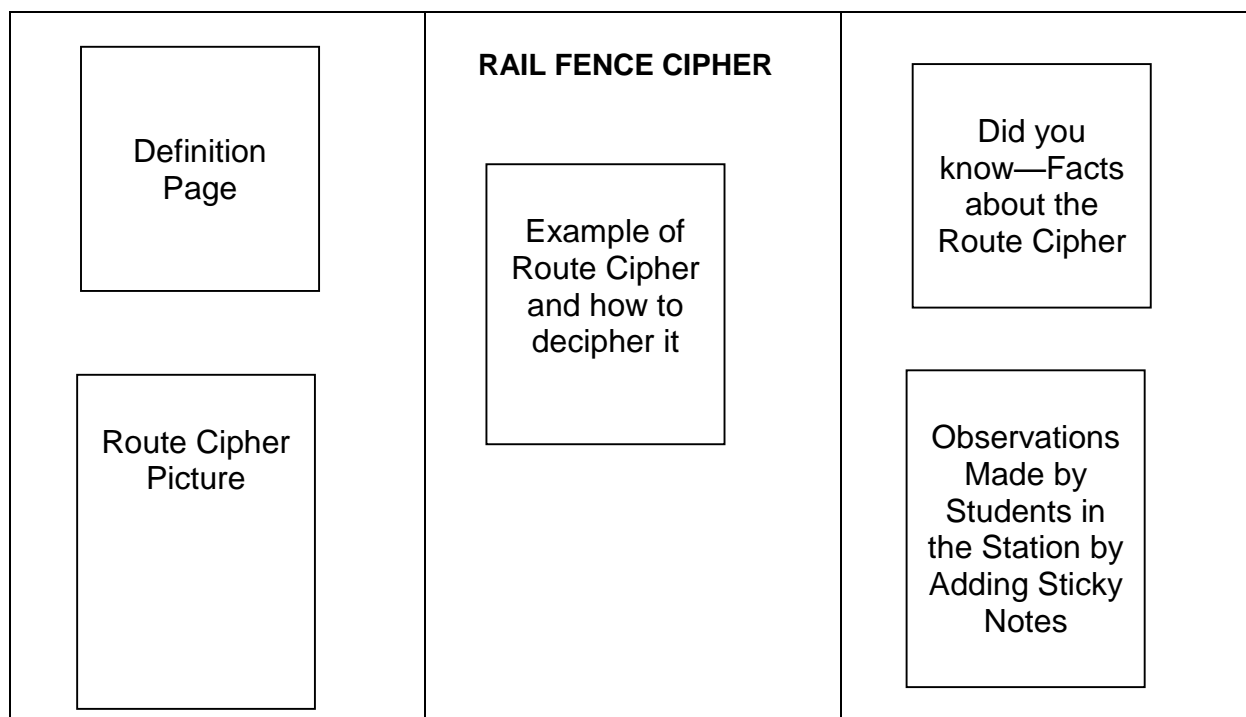 Definition
Page
Route Cipher
Picture
RAIL FENCE CIPHER
Example of
Route Cipher
and how to
decipher it
Did you
know—Facts
about the
Route Cipher
Observations
Made by
Students in
the Station by
Adding Sticky
Notes